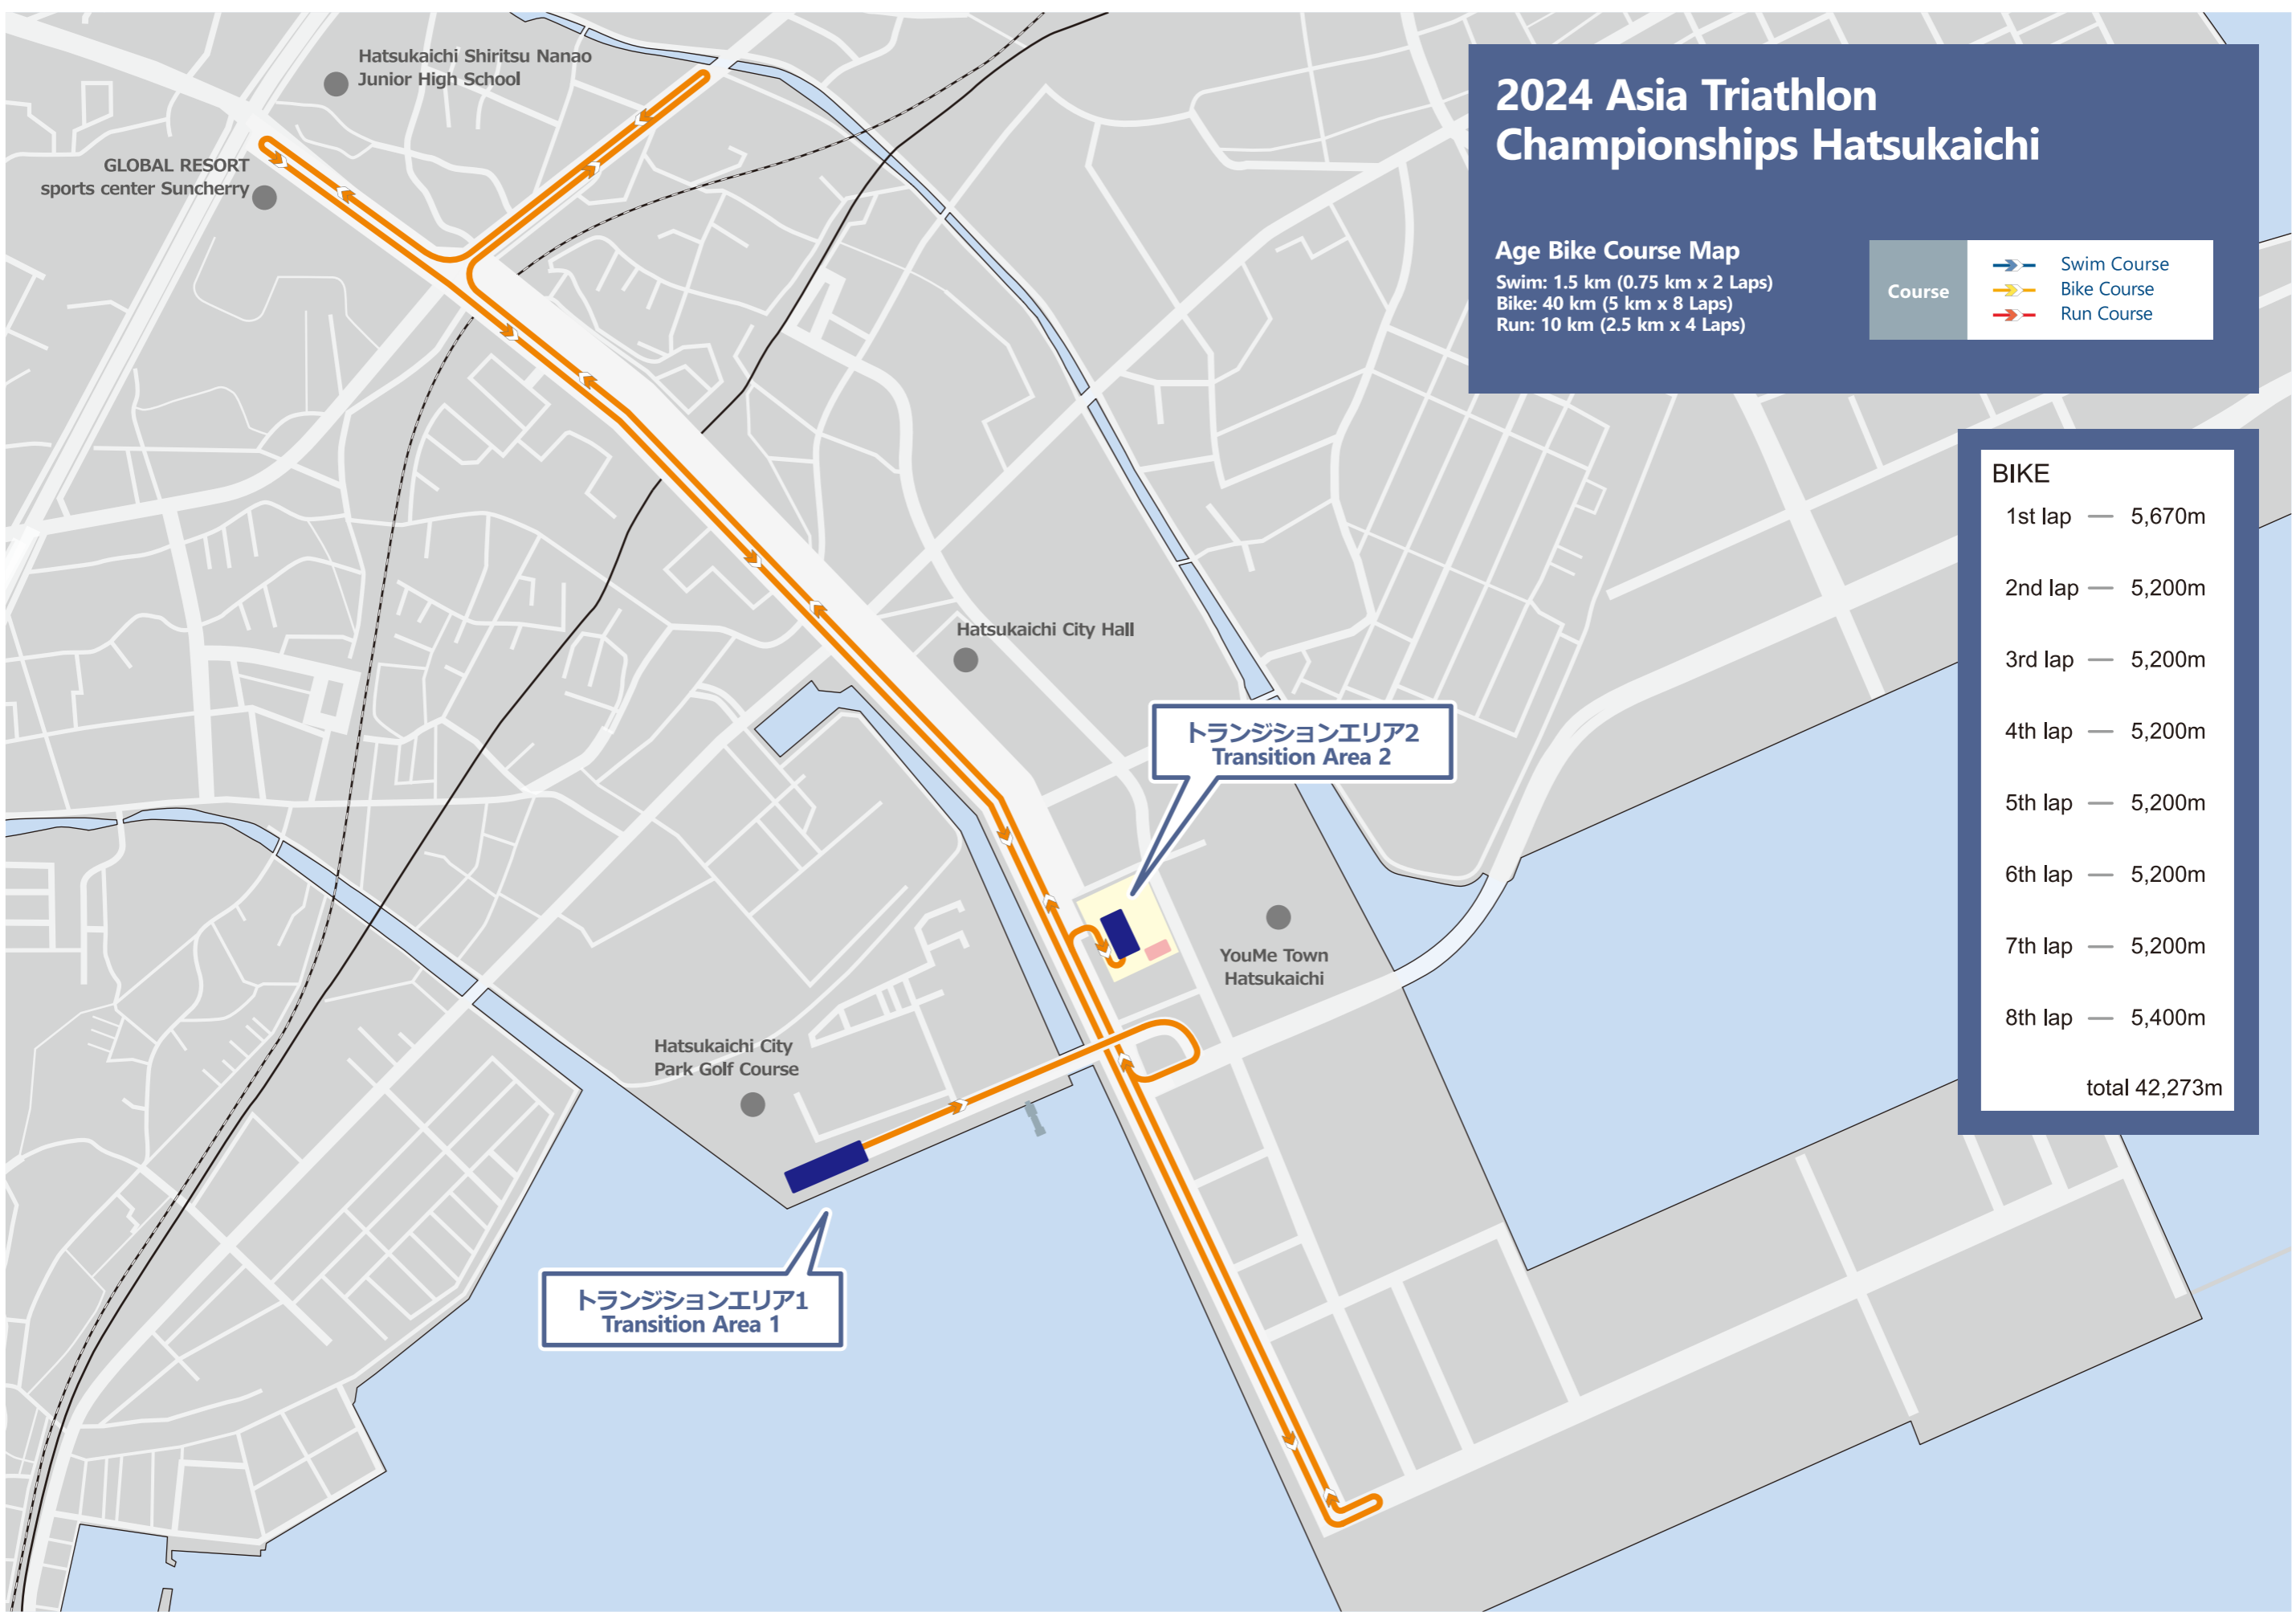 Hatsukaichi Shiritsu Nanao
Junior High School
GLOBAL RESORT
sports center Suncherry
2024 Asia Triathlon
Championships Hatsukaichi
Age Bike Course Map
Swim: 1.5 km (0.75 km x 2 Laps)
Bike: 40 km (5 km x 8 Laps)
Run: 10 km (2.5 km x 4 Laps)
Course
Swim Course
Bike Course
Run Course
BIKE
1st lap — 5,670m
2nd lap — 5,200m
3rd lap — 5,200m
4th lap — 5,200m
5th lap — 5,200m
6th lap — 5,200m
7th lap — 5,200m
8th lap — 5,400m
total 42,273m
Hatsukaichi City Hall
トランジションエリア2
Transition Area 2
YouMe Town
Hatsukaichi
Hatsukaichi City
Park Golf Course
トランジションエリア1
Transition Area 1